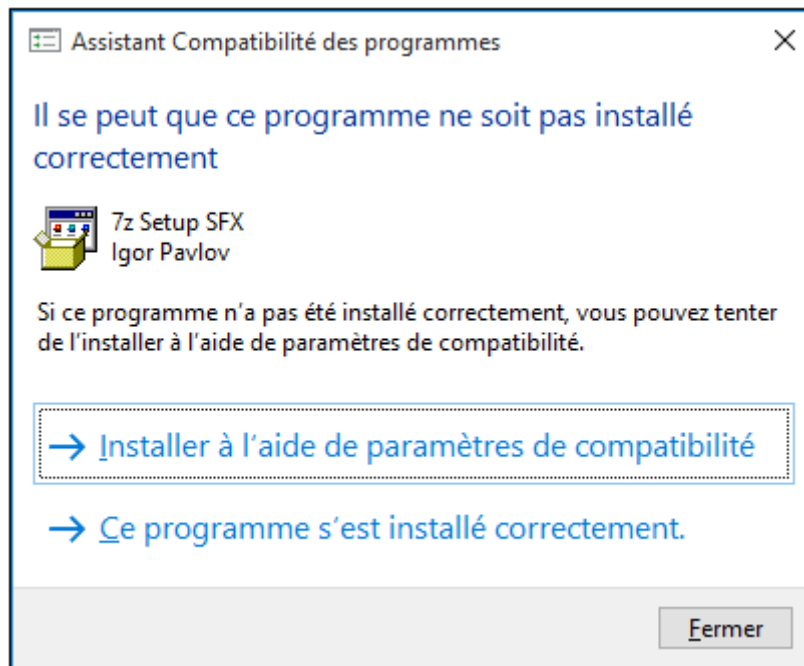 Assistant Compatibilité des programmes
Il se peut que ce programme ne soit pas installé
correctement
7z Setup SFX
Igor Pavlov
Si ce programme n’a pas été installé correctement, vous pouvez tenter
de l’installer à l’aide de paramètres de compatibilité.
Installer à l’aide de paramètres de compatibilité
Ce programme s’est installé correctement.
Fermer